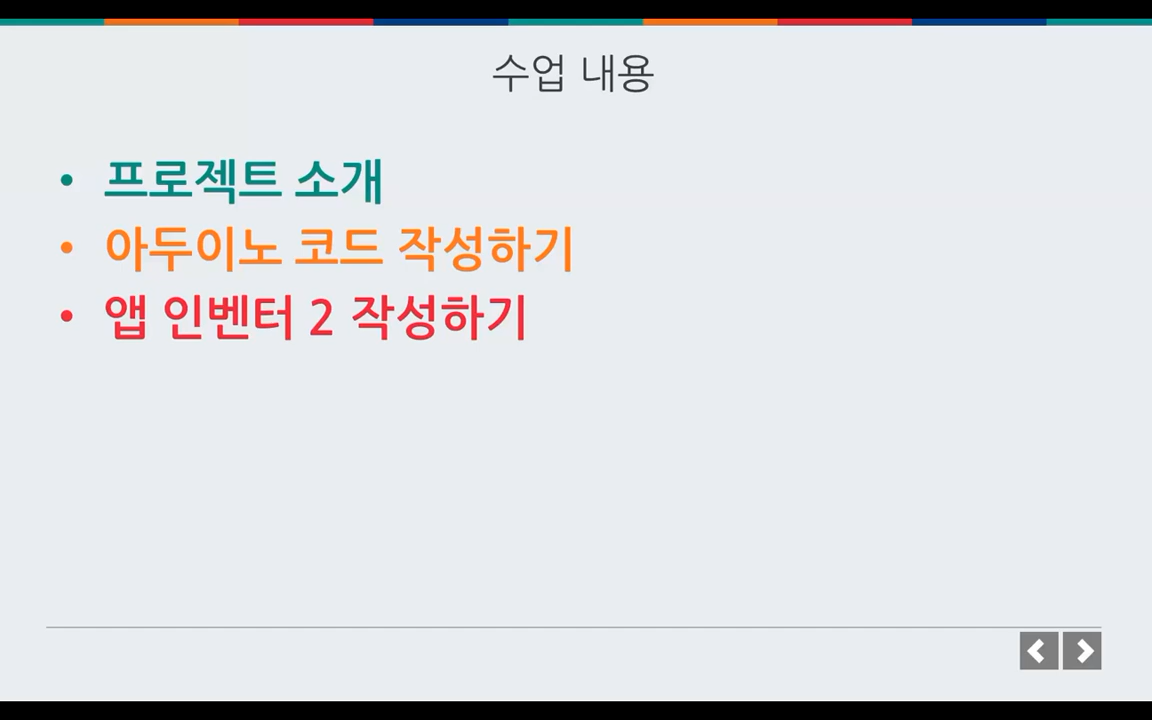 수업 내용
• 프로젝트 소개
• 아두이노 코드 작성하기
• 앱 인벤터 2 작성하기